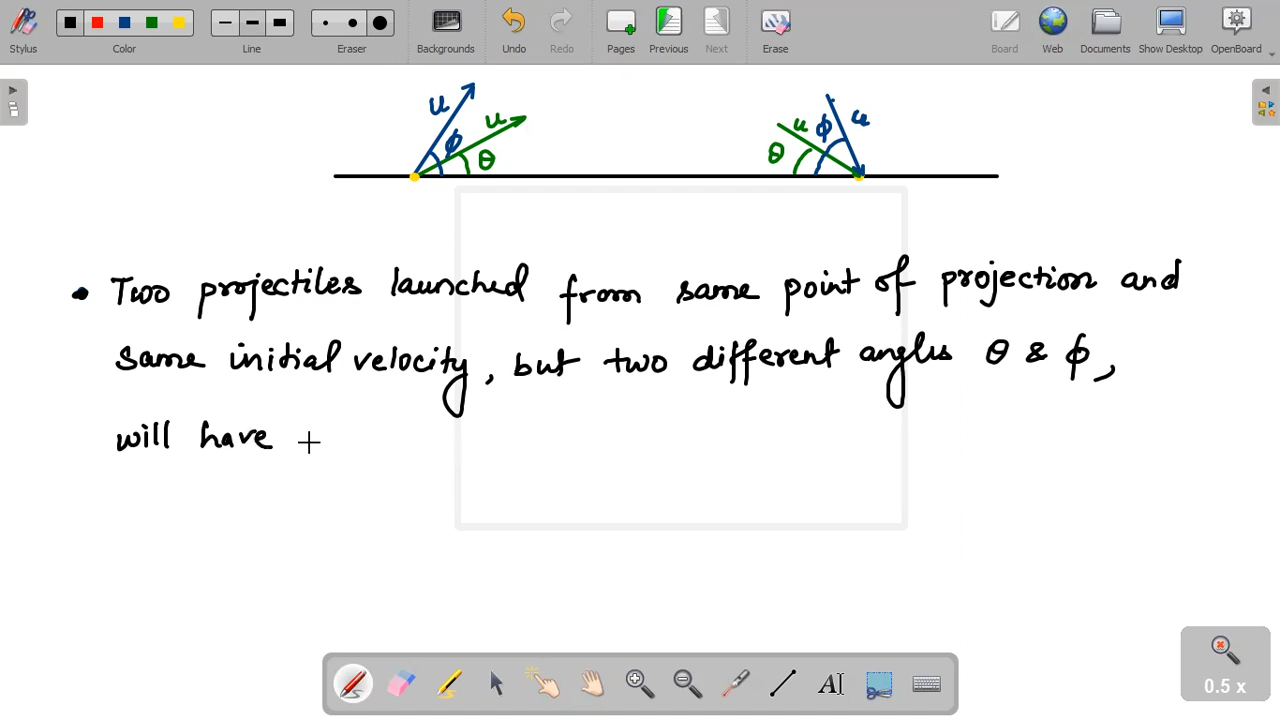 Stylus Color Line Eraser Backgrounds Undo Redo Pages Previous Next Erase Board Web Documents Show Desktop OpenBoard
u u φ θ θ u φ u
• Two projectiles launched from same point of projection and
same initial velocity, but two different angles θ & φ,
will have
0.5 x